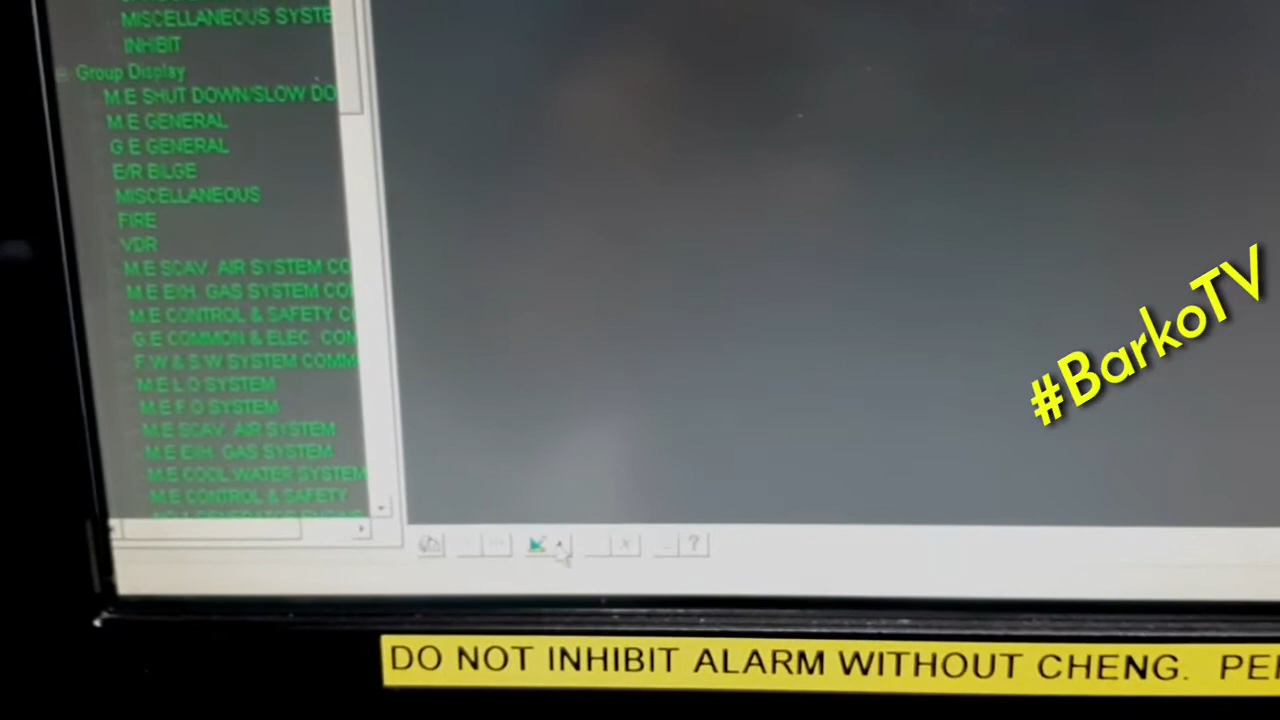 MISCELLANEOUS SYSTE
INHIBIT
Group Display
M.E SHUT DOWN/SLOW DO
M.E GENERAL
G.E GENERAL
E/R BILGE
MISCELLANEOUS
FIRE
VDR
M.E SCAV. AIR SYSTEM CO
M.E EXH. GAS SYSTEM CO
M.E CONTROL & SAFETY C
G.E COMMON & ELEC. COM
F.W & S.W SYSTEM COMM
M.E L.O SYSTEM
M.E F.O SYSTEM
M.E SCAV. AIR SYSTEM
M.E EXH. GAS SYSTEM
M.E COOL WATER SYSTEM
M.E CONTROL & SAFETY
?
#BarkoTV
DO NOT INHIBIT ALARM WITHOUT CHENG. PE